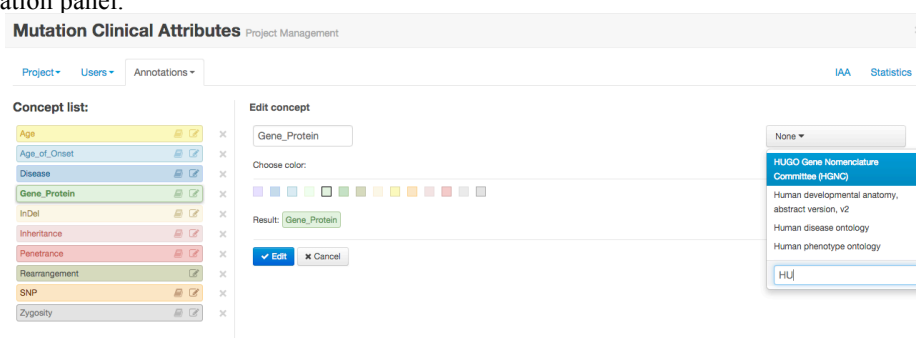 ation panel.
Mutation Clinical Attributes Project Management
Project Users Annotations IAA Statistics
Concept list:
Age
Age_of_Onset
Disease
Gene_Protein
InDel
Inheritance
Penetrance
Rearrangement
SNP
Zygosity
Edit concept
Gene_Protein
Choose color:
Result: Gene_Protein
Edit Cancel
None
HUGO Gene Nomenclature
Committee (HGNC)
Human developmental anatomy,
abstract version, v2
Human disease ontology
Human phenotype ontology
HU